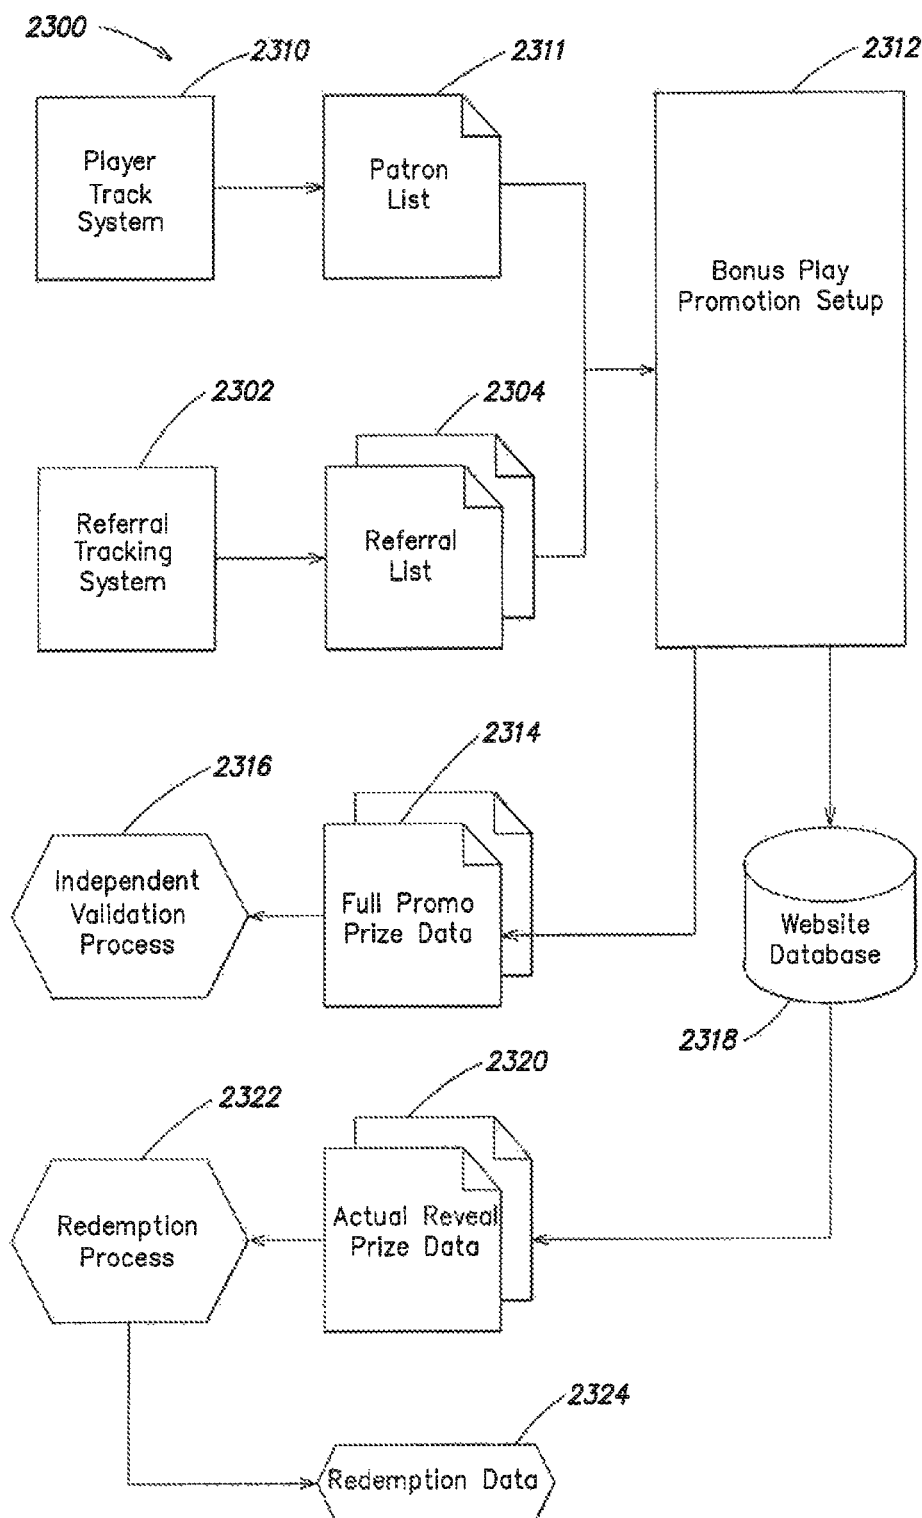 2300
2310
2311
2312
Player
Track
System
Patron
List
Bonus Play
Promotion Setup
2302
2304
Referral
Tracking
System
Referral
List
2316
2314
Independent
Validation
Process
Full Promo
Prize Data
Website
Database
2318
2322
2320
Redemption
Process
Actual Reveal
Prize Data
2324
Redemption Data